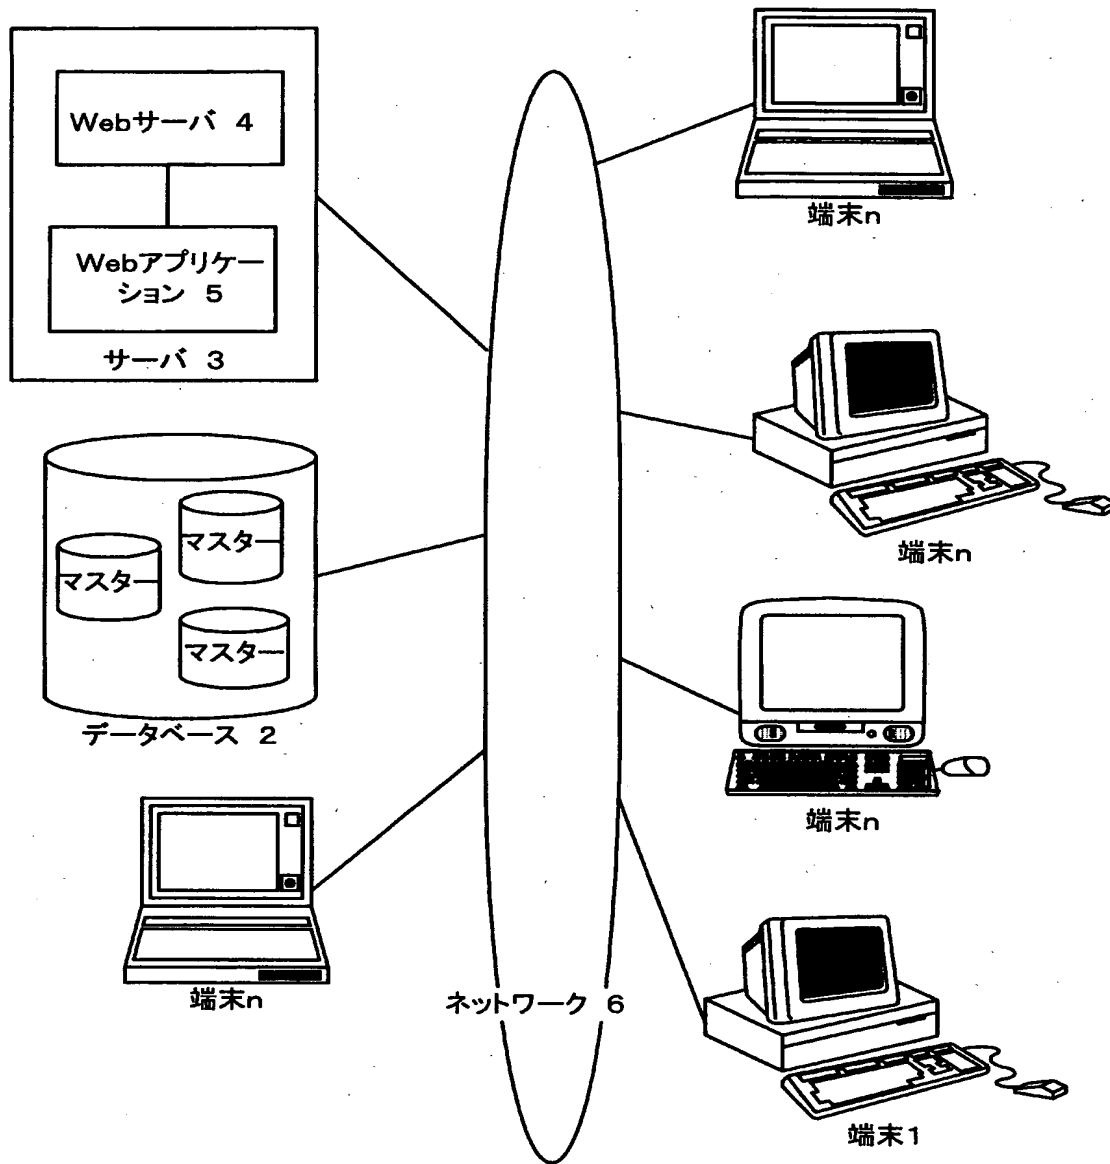 Webサーバ 4
Webアプリケー
ション 5
サーバ 3
マスター
マスター
マスター
データベース 2
端末n
ネットワーク 6
端末n
端末n
端末n
端末1